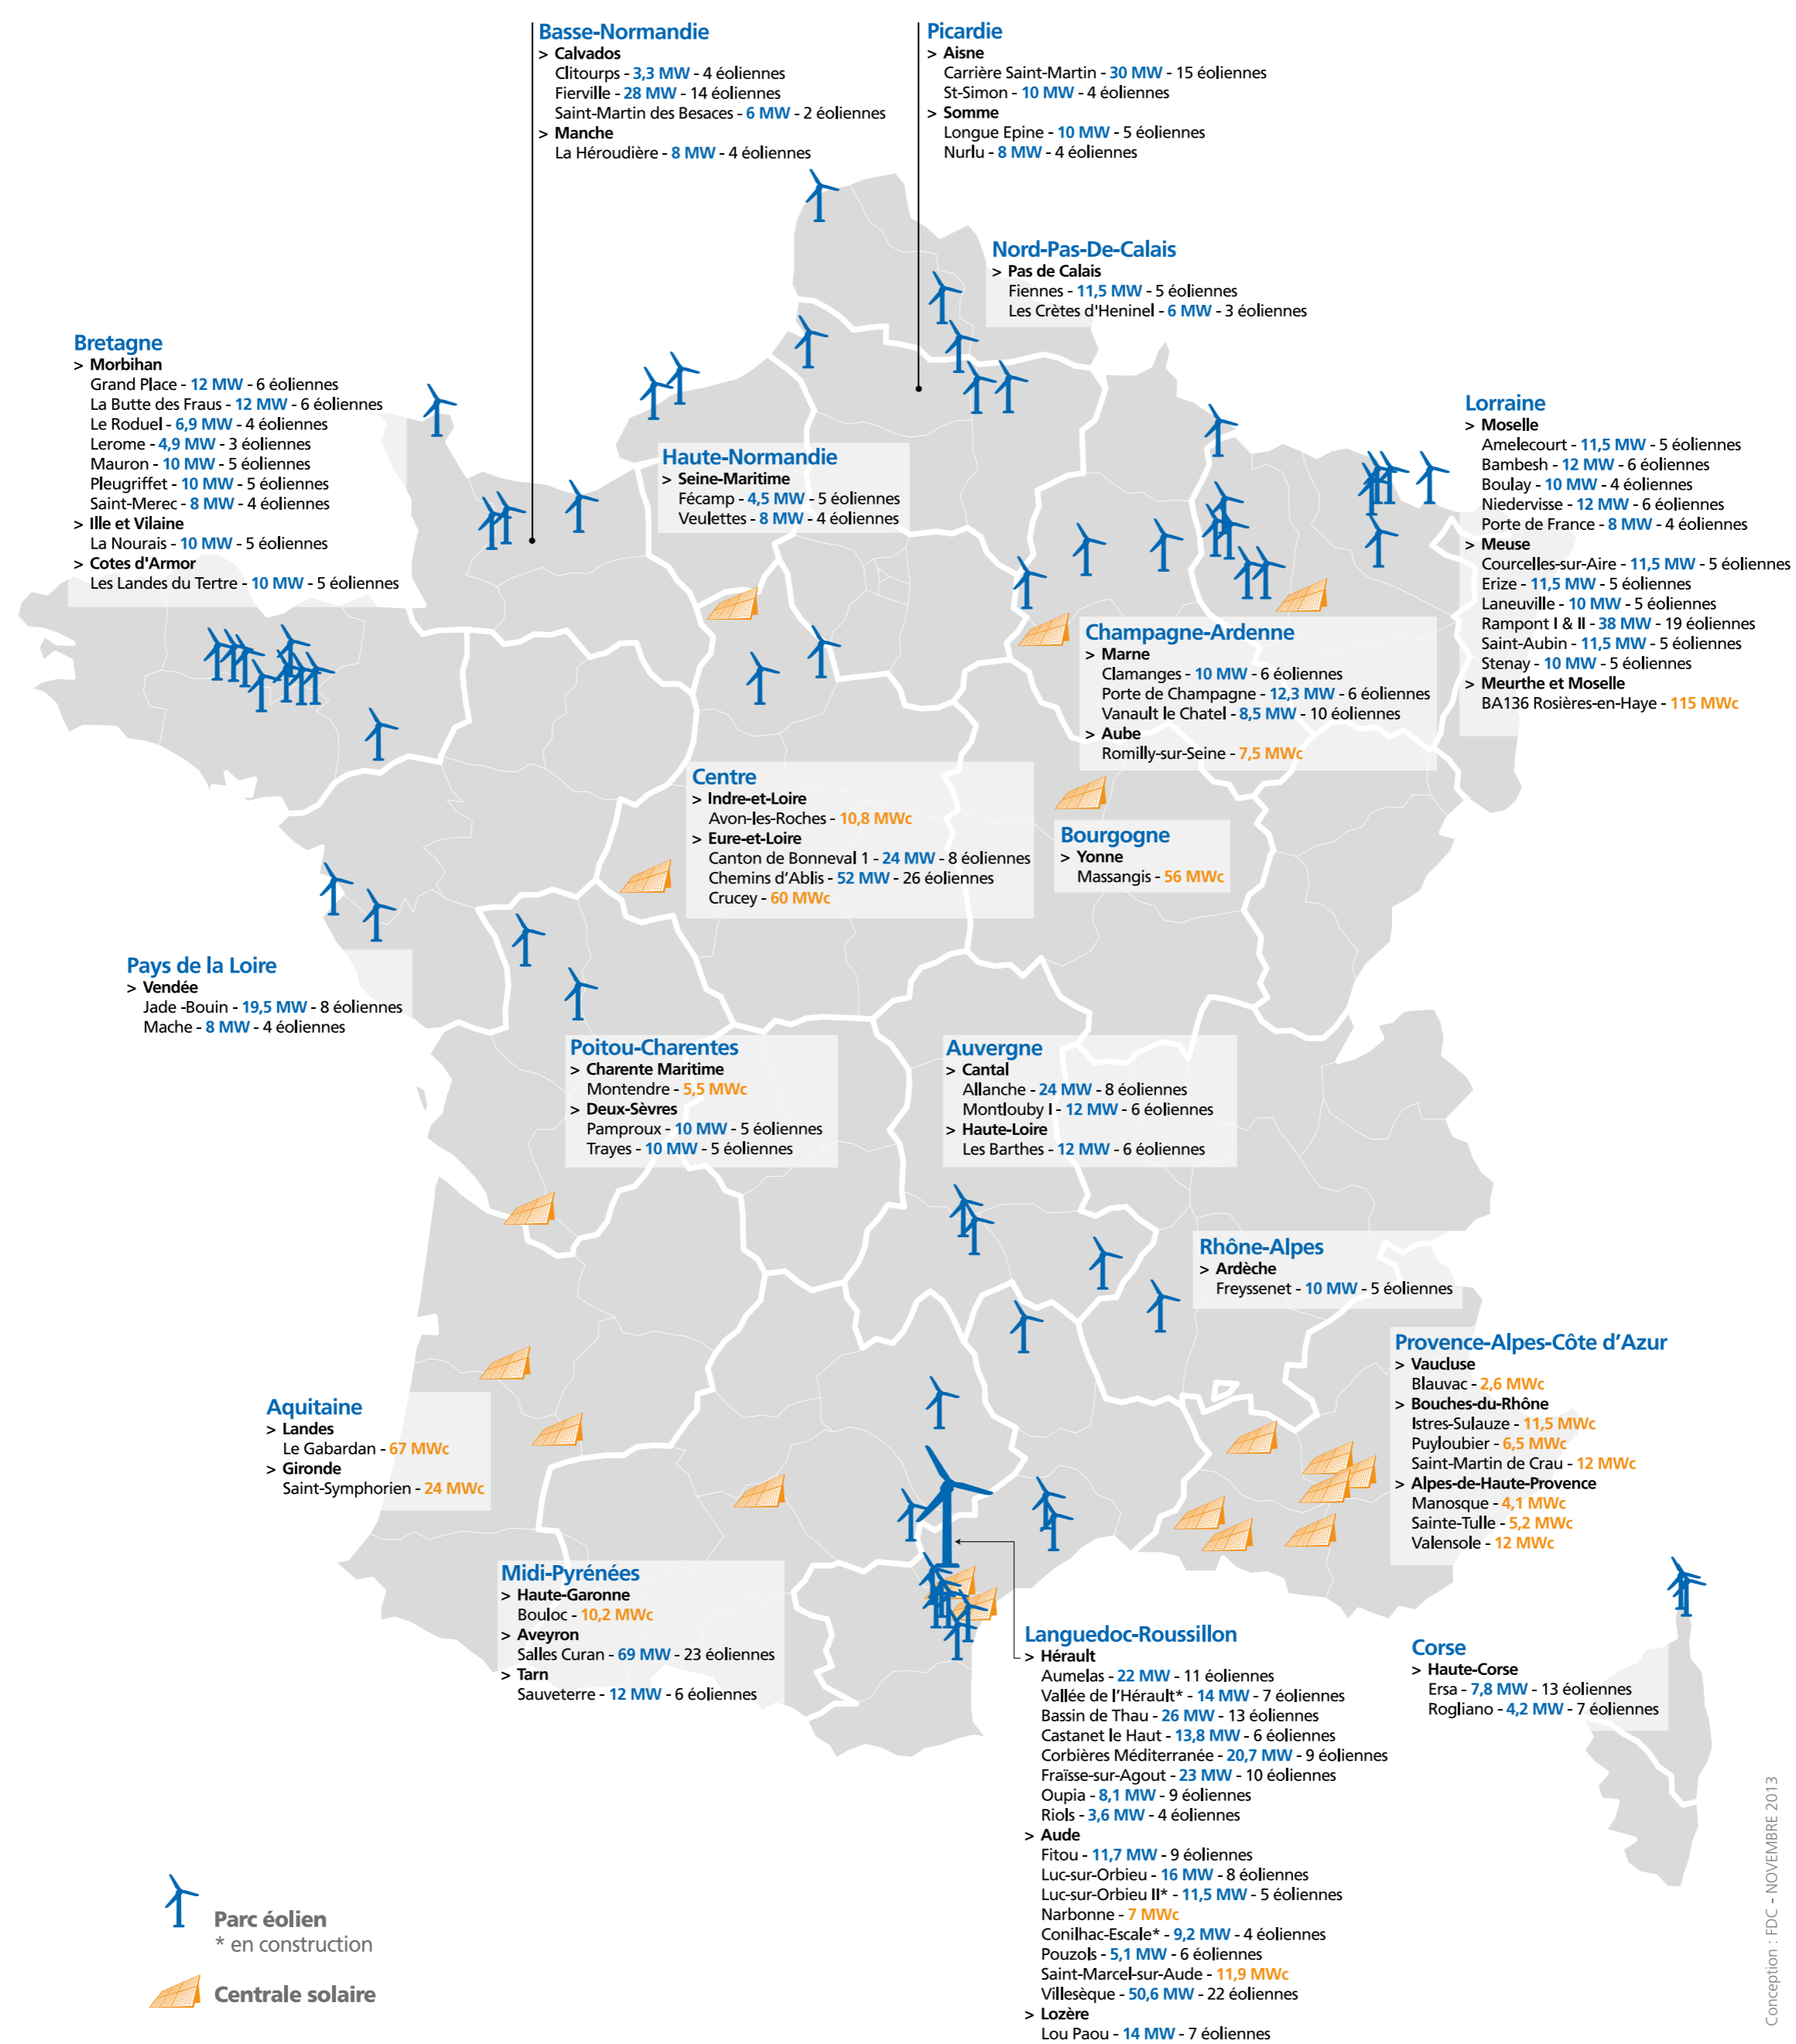 Basse-Normandie
> Calvados
Clitourps - 3,3 MW - 4 éoliennes
Fierville - 28 MW - 14 éoliennes
Saint-Martin des Besaces - 6 MW - 2 éoliennes
> Manche
La Héroudière - 8 MW - 4 éoliennes
Picardie
> Aisne
Carrière Saint-Martin - 30 MW - 15 éoliennes
St-Simon - 10 MW - 4 éoliennes
> Somme
Longue Epine - 10 MW - 5 éoliennes
Nurlu - 8 MW - 4 éoliennes
Nord-Pas-De-Calais
> Pas de Calais
Fiennes - 11,5 MW - 5 éoliennes
Les Crètes d'Heninel - 6 MW - 3 éoliennes
Bretagne
> Morbihan
Grand Place - 12 MW - 6 éoliennes
La Butte des Fraus - 12 MW - 6 éoliennes
Le Roduel - 6,9 MW - 4 éoliennes
Lerome - 4,9 MW - 3 éoliennes
Mauron - 10 MW - 5 éoliennes
Pleugriffet - 10 MW - 5 éoliennes
Saint-Merec - 8 MW - 4 éoliennes
> Ille et Vilaine
La Nourais - 10 MW - 5 éoliennes
> Cotes d'Armor
Les Landes du Tertre - 10 MW - 5 éoliennes
Haute-Normandie
> Seine-Maritime
Fécamp - 4,5 MW - 5 éoliennes
Veulettes - 8 MW - 4 éoliennes
Lorraine
> Moselle
Amelecourt - 11,5 MW - 5 éoliennes
Bambesh - 12 MW - 6 éoliennes
Boulay - 10 MW - 4 éoliennes
Niedervisse - 12 MW - 6 éoliennes
Porte de France - 8 MW - 4 éoliennes
> Meuse
Courcelles-sur-Aire - 11,5 MW - 5 éoliennes
Erize - 11,5 MW - 5 éoliennes
Laneuville - 10 MW - 5 éoliennes
Rampont I & II - 38 MW - 19 éoliennes
Saint-Aubin - 11,5 MW - 5 éoliennes
Stenay - 10 MW - 5 éoliennes
> Meurthe et Moselle
BA136 Rosières-en-Haye - 115 MWc
Champagne-Ardenne
> Marne
Clamanges - 10 MW - 6 éoliennes
Porte de Champagne - 12,3 MW - 6 éoliennes
Vanault le Chatel - 8,5 MW - 10 éoliennes
> Aube
Romilly-sur-Seine - 7,5 MWc
Centre
> Indre-et-Loire
Avon-les-Roches - 10,8 MWc
> Eure-et-Loire
Canton de Bonneval 1 - 24 MW - 8 éoliennes
Chemins d'Ablis - 52 MW - 26 éoliennes
Crucey - 60 MWc
Bourgogne
> Yonne
Massangis - 56 MWc
Pays de la Loire
> Vendée
Jade -Bouin - 19,5 MW - 8 éoliennes
Mache - 8 MW - 4 éoliennes
Poitou-Charentes
> Charente Maritime
Montendre - 5,5 MWc
> Deux-Sèvres
Pamproux - 10 MW - 5 éoliennes
Trayes - 10 MW - 5 éoliennes
Auvergne
> Cantal
Allanche - 24 MW - 8 éoliennes
Montlouby I - 12 MW - 6 éoliennes
> Haute-Loire
Les Barthes - 12 MW - 6 éoliennes
Rhône-Alpes
> Ardèche
Freyssenet - 10 MW - 5 éoliennes
Provence-Alpes-Côte d'Azur
> Vaucluse
Blauvac - 2,6 MWc
> Bouches-du-Rhône
Istres-Sulauze - 11,5 MWc
Puyloubier - 6,5 MWc
Saint-Martin de Crau - 12 MWc
> Alpes-de-Haute-Provence
Manosque - 4,1 MWc
Sainte-Tulle - 5,2 MWc
Valensole - 12 MWc
Aquitaine
> Landes
Le Gabardan - 67 MWc
> Gironde
Saint-Symphorien - 24 MWc
Midi-Pyrénées
> Haute-Garonne
Bouloc - 10,2 MWc
> Aveyron
Salles Curan - 69 MW - 23 éoliennes
> Tarn
Sauveterre - 12 MW - 6 éoliennes
Languedoc-Roussillon
> Hérault
Aumelas - 22 MW - 11 éoliennes
Vallée de l'Hérault* - 14 MW - 7 éoliennes
Bassin de Thau - 26 MW - 13 éoliennes
Castanet le Haut - 13,8 MW - 6 éoliennes
Corbières Méditerranée - 20,7 MW - 9 éoliennes
Fraïsse-sur-Agout - 23 MW - 10 éoliennes
Oupia - 8,1 MW - 9 éoliennes
Riols - 3,6 MW - 4 éoliennes
> Aude
Fitou - 11,7 MW - 9 éoliennes
Luc-sur-Orbieu - 16 MW - 8 éoliennes
Luc-sur-Orbieu II* - 11,5 MW - 5 éoliennes
Narbonne - 7 MWc
Conilhac-Escale* - 9,2 MW - 4 éoliennes
Pouzols - 5,1 MW - 6 éoliennes
Saint-Marcel-sur-Aude - 11,9 MWc
Villesèque - 50,6 MW - 22 éoliennes
> Lozère
Lou Paou - 14 MW - 7 éoliennes
Corse
> Haute-Corse
Ersa - 7,8 MW - 13 éoliennes
Rogliano - 4,2 MW - 7 éoliennes
Parc éolien
* en construction
Centrale solaire
Conception : FDC - NOVEMBRE 2013